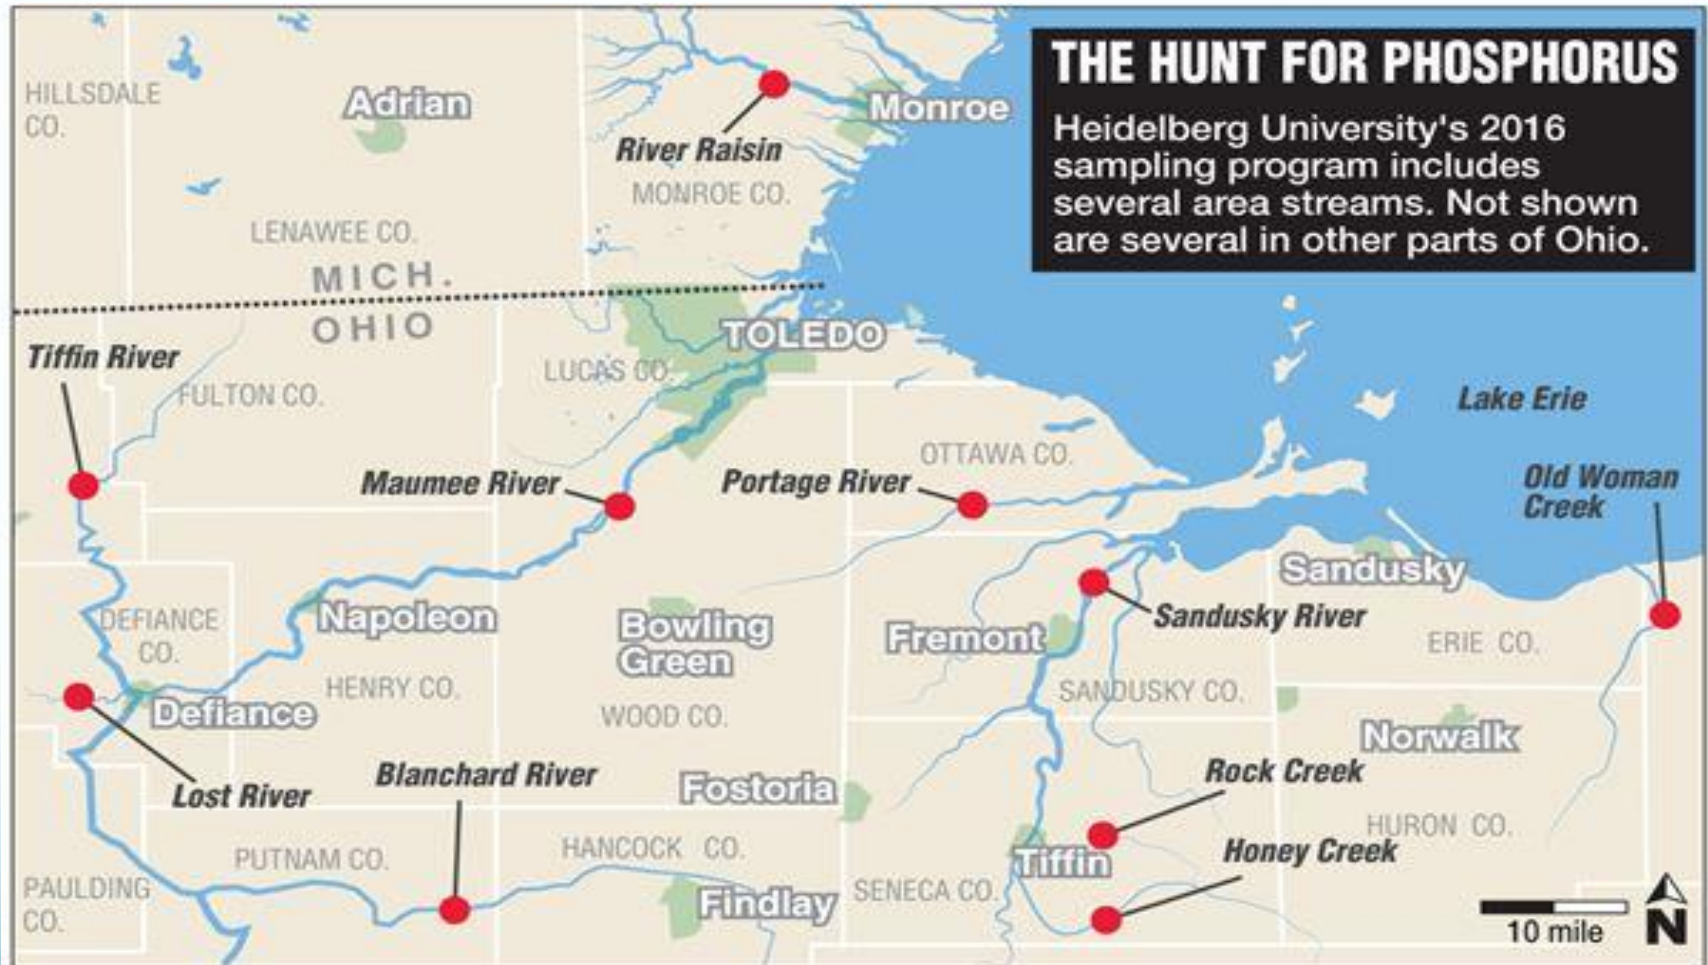 THE HUNT FOR PHOSPHORUS
Heidelberg University's 2016
sampling program includes
several area streams. Not shown
are several in other parts of Ohio.
HILLSDALE
CO.
Adrian
Monroe
River Raisin
MONROE CO.
LENAWEE CO.
MICH.
OHIO
TOLEDO
Tiffin River
LUCAS CO.
FULTON CO.
Lake Erie
OTTAWA CO.
Maumee River
Portage River
Old Woman
Creek
Sandusky
DEFIANCE
CO.
Napoleon
Bowling
Green
Fremont
Sandusky River
ERIE CO.
HENRY CO.
SANDUSKY CO.
Defiance
WOOD CO.
Norwalk
Lost River
Blanchard River
Fostoria
Rock Creek
HURON CO.
PUTNAM CO.
HANCOCK CO.
Tiffin
Honey Creek
PAULDING
CO.
Findlay
SENECA CO.
10 mile
N